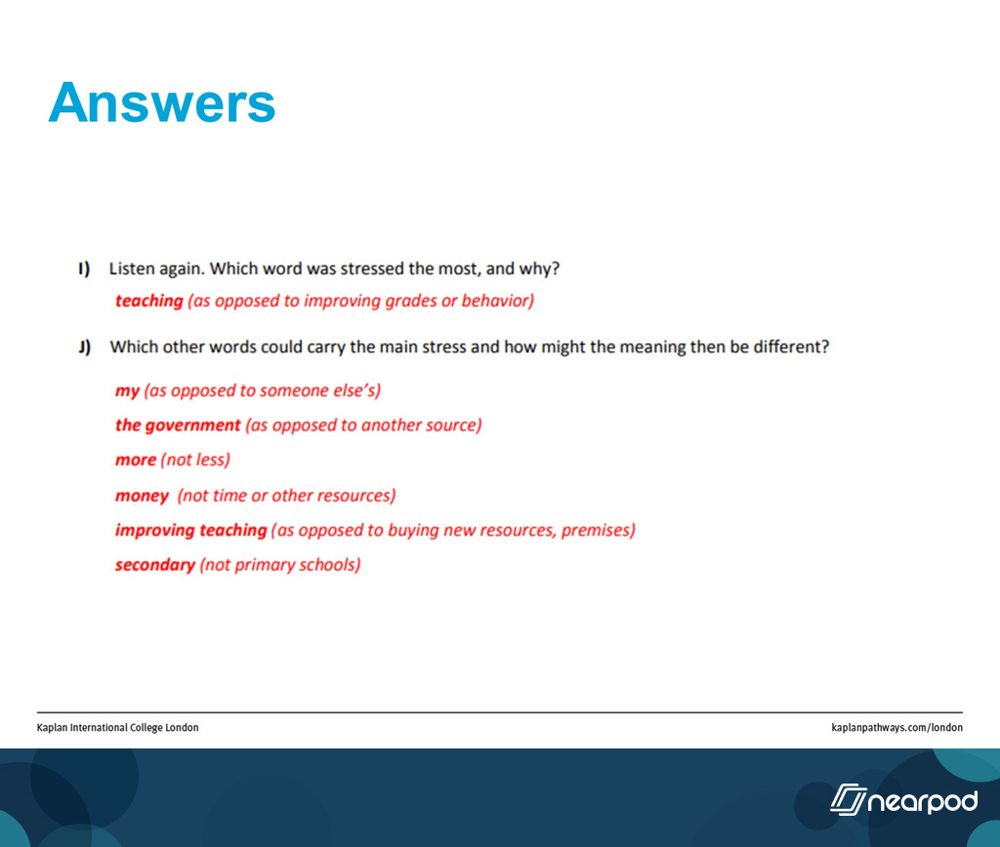 Answers
I) Listen again. Which word was stressed the most, and why?
teaching (as opposed to improving grades or behavior)
J) Which other words could carry the main stress and how might the meaning then be different?
my (as opposed to someone else's)
the government (as opposed to another source)
more (not less)
money (not time or other resources)
improving teaching (as opposed to buying new resources, premises)
secondary (not primary schools)
Kaplan International College London
kaplanpathways.com/london
nearpod